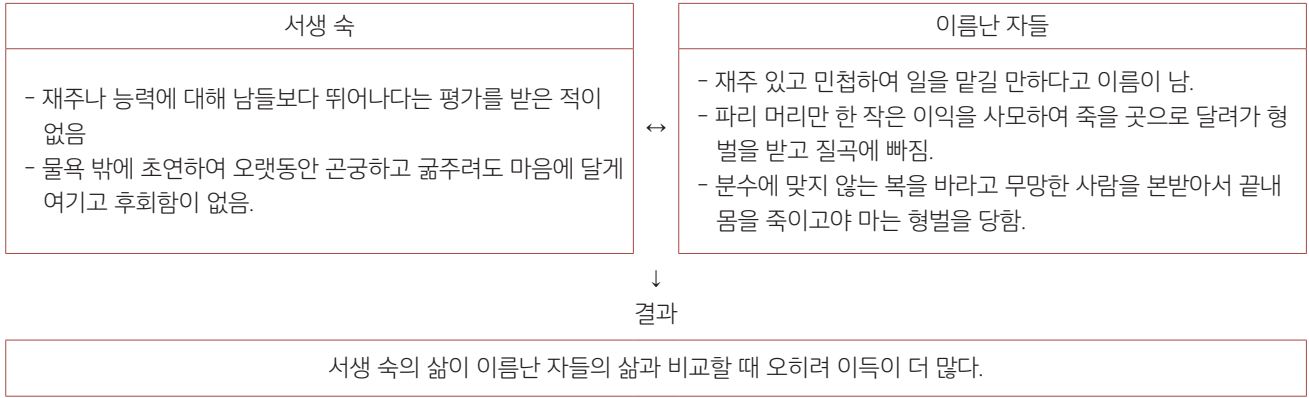 서생 숙
- 재주나 능력에 대해 남들보다 뛰어나다는 평가를 받은 적이
없음
- 물욕 밖에 초연하여 오랫동안 곤궁하고 굶주려도 마음에 달게
여기고 후회함이 없음.
↔
이름난 자들
- 재주 있고 민첩하여 일을 맡길 만하다고 이름이 남.
- 파리 머리만 한 작은 이익을 사모하여 죽을 곳으로 달려가 형
벌을 받고 질곡에 빠짐.
- 분수에 맞지 않는 복을 바라고 무망한 사람을 본받아서 끝내
몸을 죽이고야 마는 형벌을 당함.
↓
결과
서생 숙의 삶이 이름난 자들의 삶과 비교할 때 오히려 이득이 더 많다.